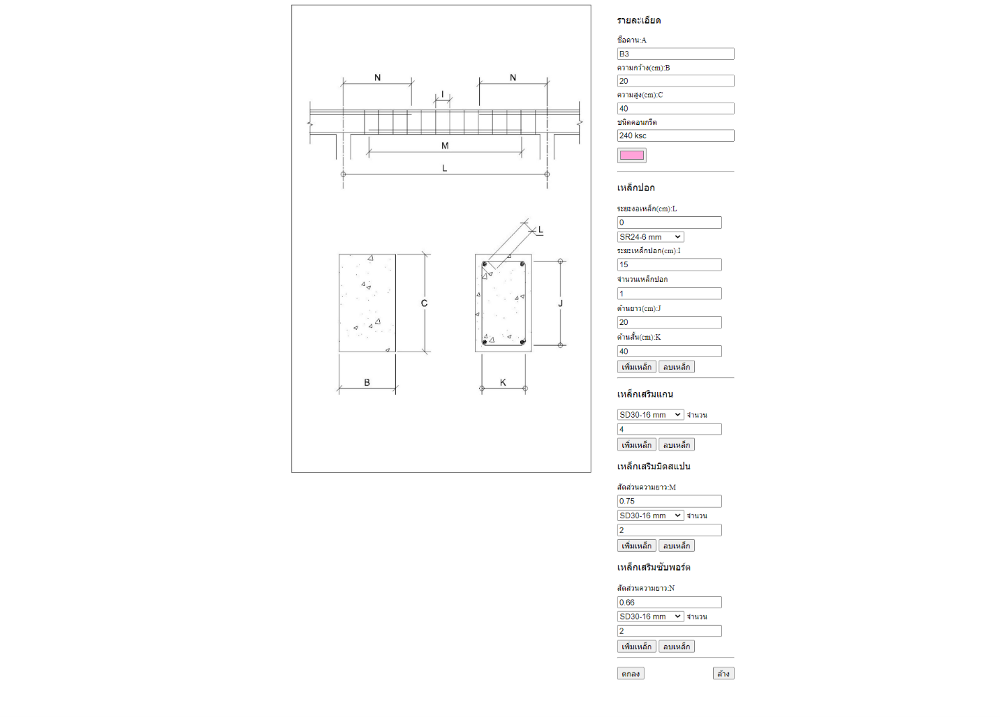 N
N
I
M
L
L
C
J
B
K
รายละเอียด
ชื่อคาน:A
B3
ความกว้าง(cm):B
20
ความสูง(cm):C
40
ชนิดคอนกรีต
240 ksc
เหล็กปอก
ระยะงอเหล็ก(cm):L
0
SR24-6 mm
ระยะเหล็กปอก(cm):I
15
จำนวนเหล็กปอก
1
ด้านยาว(cm):J
20
ด้านสั้น(cm):K
40
เพิ่มเหล็ก ลบเหล็ก
เหล็กเสริมแกน
SD30-16 mm จำนวน
4
เพิ่มเหล็ก ลบเหล็ก
เหล็กเสริมมิดสแปน
สัดส่วนความยาว:M
0.75
SD30-16 mm จำนวน
2
เพิ่มเหล็ก ลบเหล็ก
เหล็กเสริมซับพอร์ต
สัดส่วนความยาว:N
0.66
SD30-16 mm จำนวน
2
เพิ่มเหล็ก ลบเหล็ก
ตกลง ล้าง